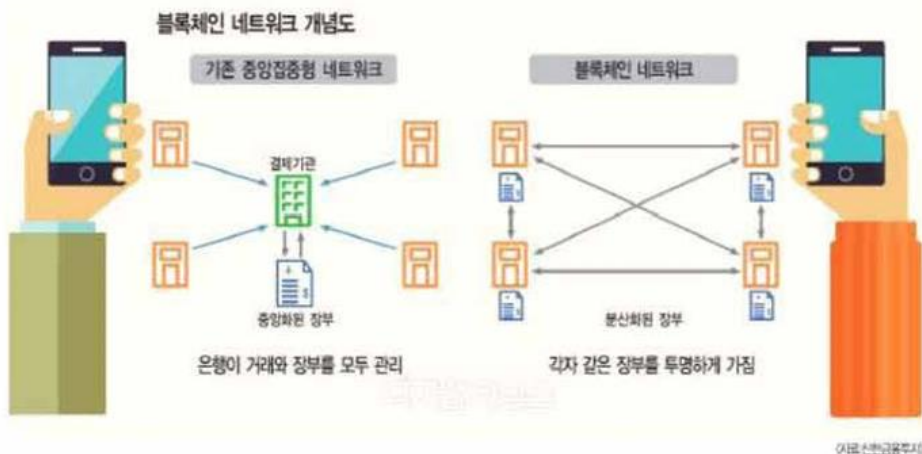 블록체인 네트워크 개념도
기존 중앙집중형 네트워크
결제기관
중앙화된 장부
은행이 거래와 장부를 모두 관리
블록체인 네트워크
분산화된 장부
각자 같은 장부를 투명하게 가짐